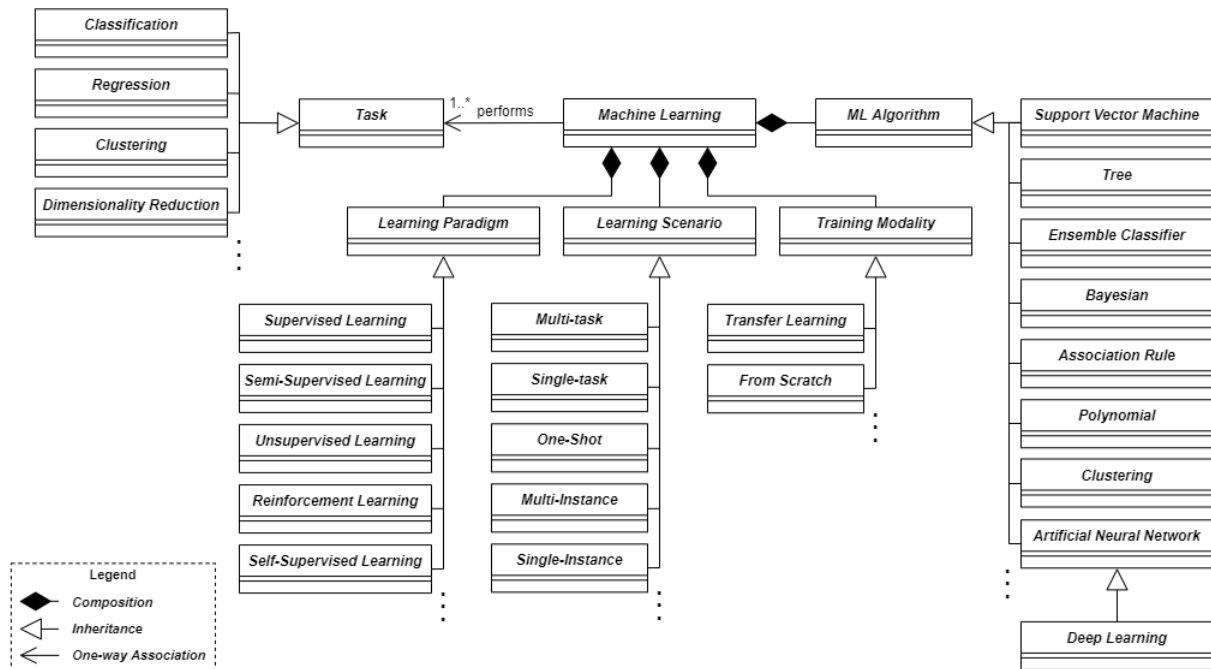 Classification
Regression
Clustering
Dimensionality Reduction
Task
1..*
performs
Machine Learning
ML Algorithm
Support Vector Machine
Tree
Ensemble Classifier
Bayesian
Association Rule
Polynomial
Clustering
Artificial Neural Network
Deep Learning
Learning Paradigm
Supervised Learning
Semi-Supervised Learning
Unsupervised Learning
Reinforcement Learning
Self-Supervised Learning
Learning Scenario
Multi-task
Single-task
One-Shot
Multi-Instance
Single-Instance
Training Modality
Transfer Learning
From Scratch
Legend
Composition
Inheritance
One-way Association